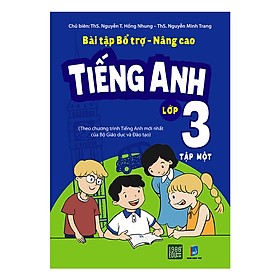 Chủ biên: ThS. Nguyễn T. Hồng Nhung - ThS. Nguyễn Minh Trang
Bài tập Bổ trợ - Nâng cao
TIẾNG ANH
LỚP 3
(Theo chương trình Tiếng Anh mới nhất
của Bộ Giáo dục và Đào tạo)
TẬP MỘT